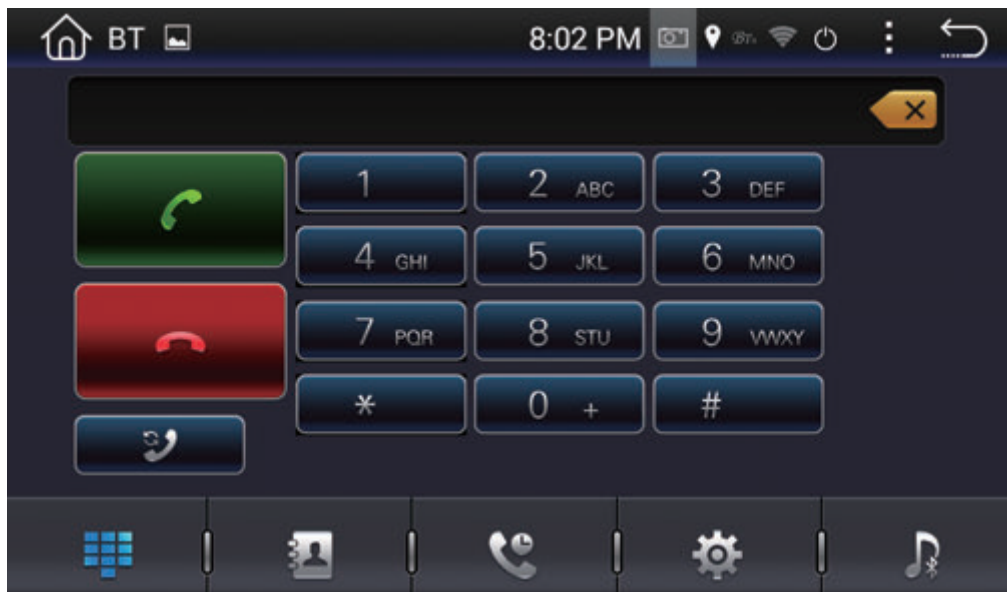 BT 8:02 PM BT
1 2 ABC 3 DEF
4 GHI 5 JKL 6 MNO
7 PQR 8 STU 9 VWXY
* 0 + #